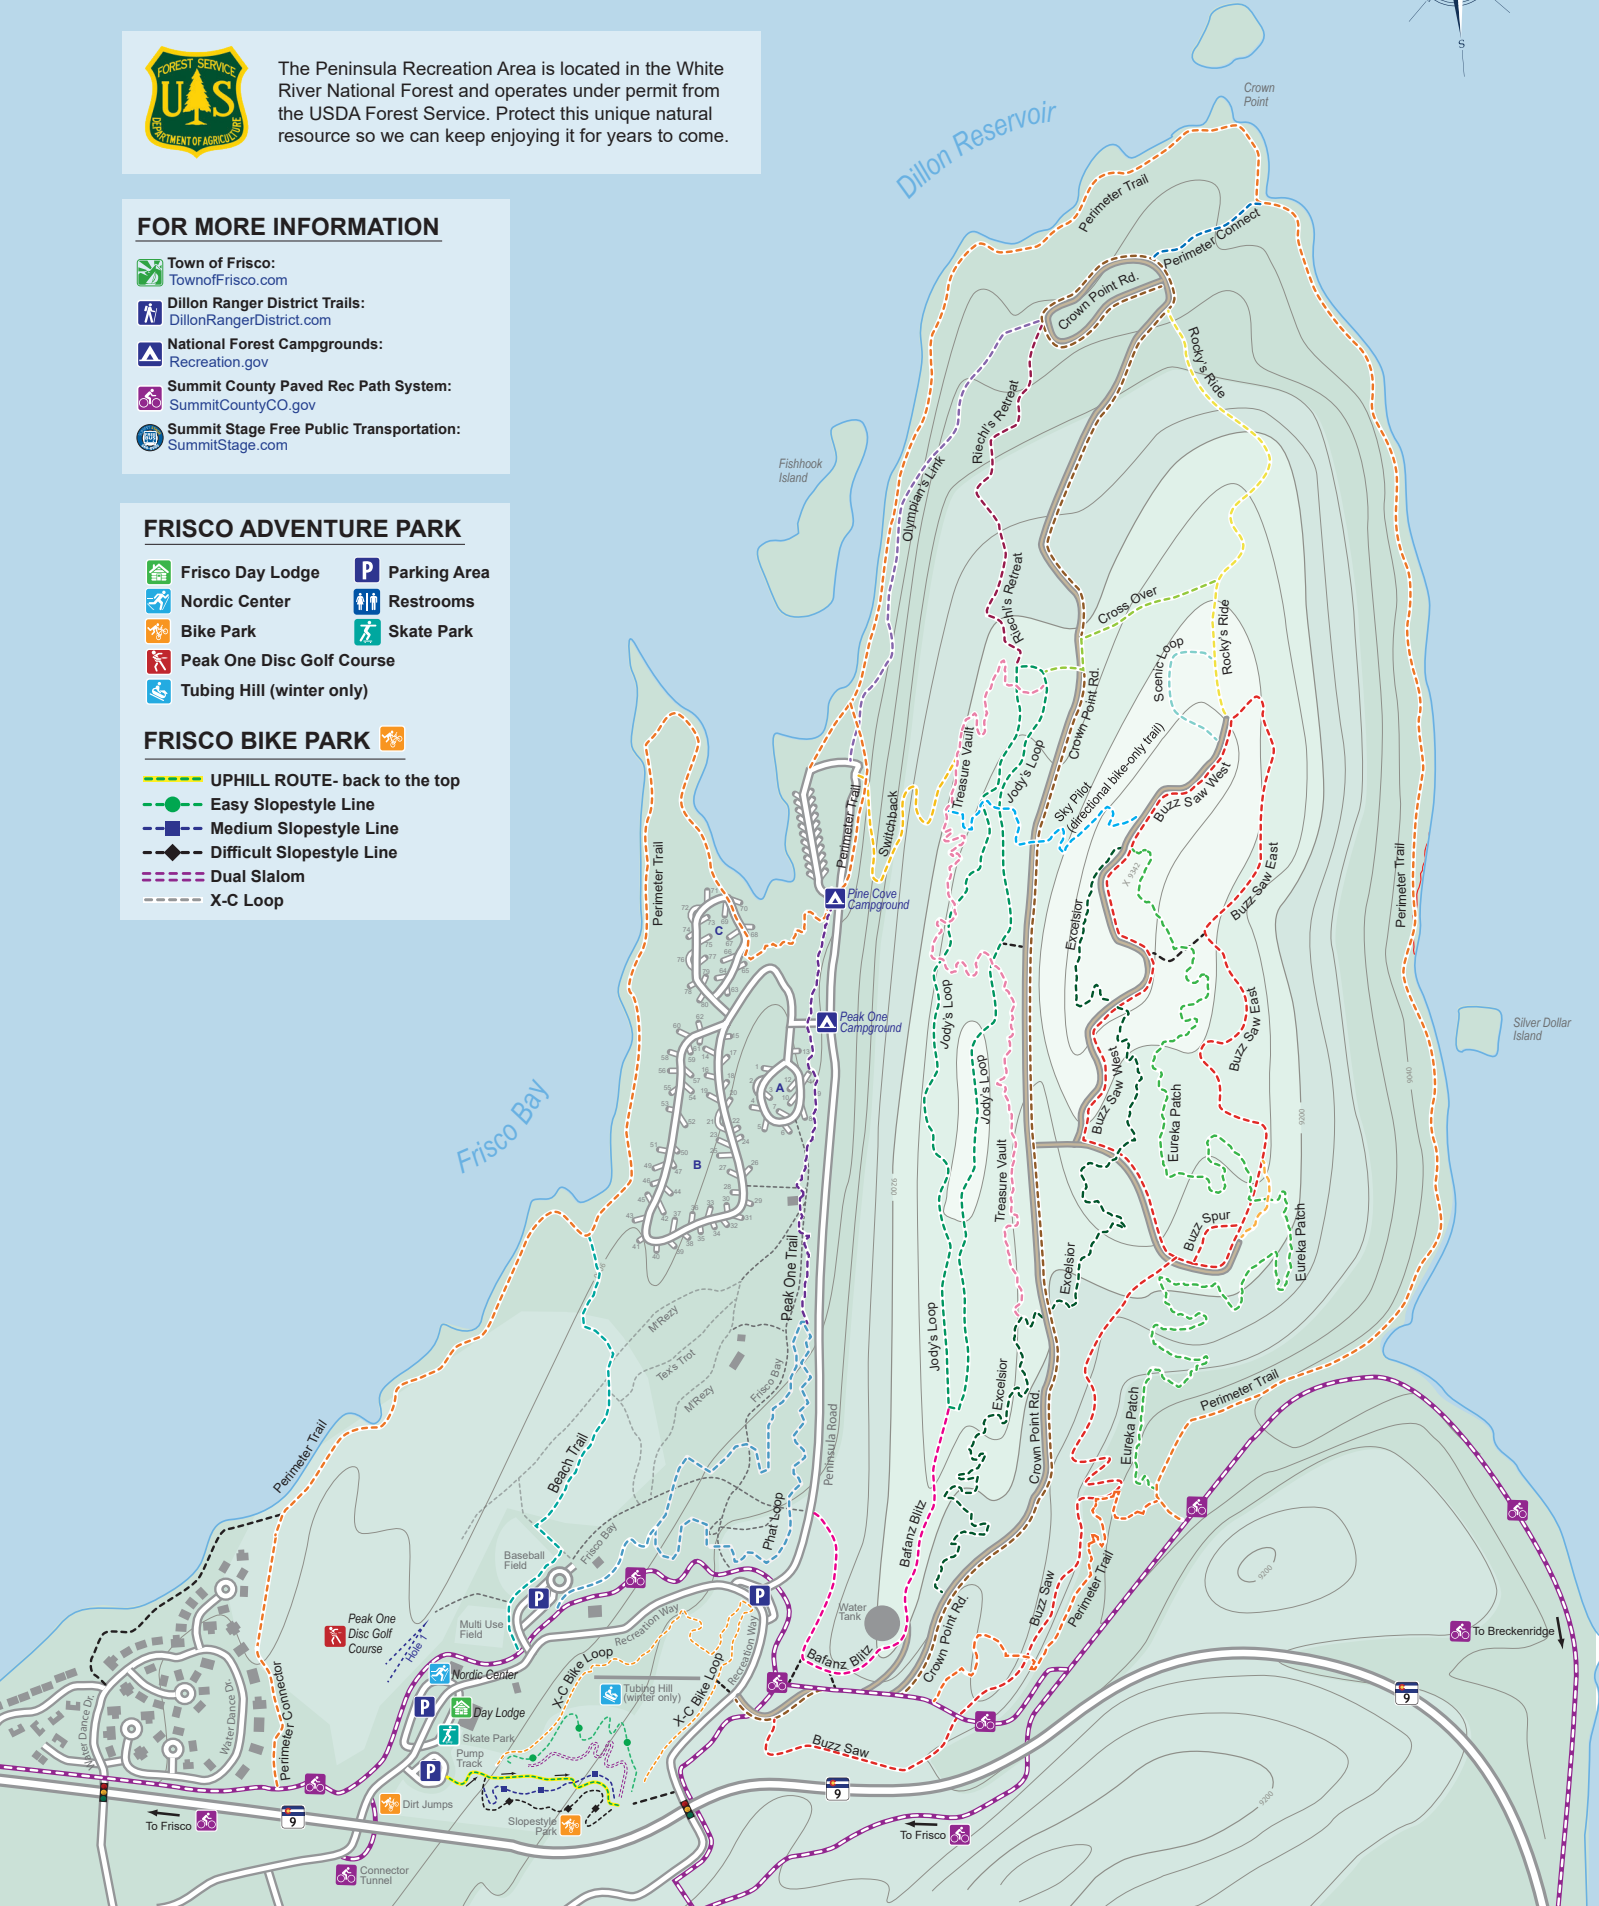 S
FOREST SERVICE
U S
DEPARTMENT OF AGRICULTURE
The Peninsula Recreation Area is located in the White
River National Forest and operates under permit from
the USDA Forest Service. Protect this unique natural
resource so we can keep enjoying it for years to come.
FOR MORE INFORMATION
Town of Frisco:
TownofFrisco.com
Dillon Ranger District Trails:
DillonRangerDistrict.com
National Forest Campgrounds:
Recreation.gov
Summit County Paved Rec Path System:
SummitCountyCO.gov
Summit Stage Free Public Transportation:
SummitStage.com
FRISCO ADVENTURE PARK
Frisco Day Lodge
P Parking Area
Nordic Center
Restrooms
Bike Park
Skate Park
Peak One Disc Golf Course
Tubing Hill (winter only)
FRISCO BIKE PARK
UPHILL ROUTE- back to the top
Easy Slopestyle Line
Medium Slopestyle Line
Difficult Slopestyle Line
Dual Slalom
X-C Loop
Crown
Point
Dillon Reservoir
Perimeter Trail
Perimeter Connect
Crown Point Rd.
Rocky's Ride
Riechl's Retreat
Olympian's Link
Fishhook
Island
Riechl's Retreat
Cross Over
Rocky's Ride
Scenic Loop
Crown Point Rd.
Treasure Vault
Jody's Loop
Sky Pilot
(directional bike-only trail)
Buzz Saw West
Switchback
Perimeter Trail
Perimeter Trail
Perimeter Trail
X 9342
Buzz Saw East
Excelsior
Pine Cove
Campground
C
Peak One
Campground
Jody's Loop
Buzz Saw East
Silver Dollar
Island
9040
Jody's Loop
Buzz Saw West
Eureka Patch
9200
A
B
Frisco Bay
9200
Treasure Vault
Buzz Spur
Eureka Patch
Excelsior
Peak One Trail
M'Rezy
Tex's Trot
M'Rezy
Frisco Bay
Jody's Loop
Excelsior
Perimeter Trail
Eureka Patch
Crown Point Rd.
Peninsula Road
Perimeter Trail
Beach Trail
Phat Loop
Bafanz Blitz
Frisco Bay
Baseball
Field
P
P
9200
Buzz Saw
Perimeter Trail
Water
Tank
Crown Point Rd.
Bafanz Blitz
Peak One
Disc Golf
Course
Hole 1
Multi Use
Field
Recreation Way
Recreation Way
X-C Bike Loop
X-C Bike Loop
To Breckenridge
Nordic Center
P
Day Lodge
Skate Park
Tubing Hill
(winter only)
Perimeter Connector
Water Dance Dr.
Water Dance Dr.
Pump
Track
P
Buzz Saw
9
9
9
9200
Dirt Jumps
Slopestyle
Park
To Frisco
To Frisco
Connector
Tunnel